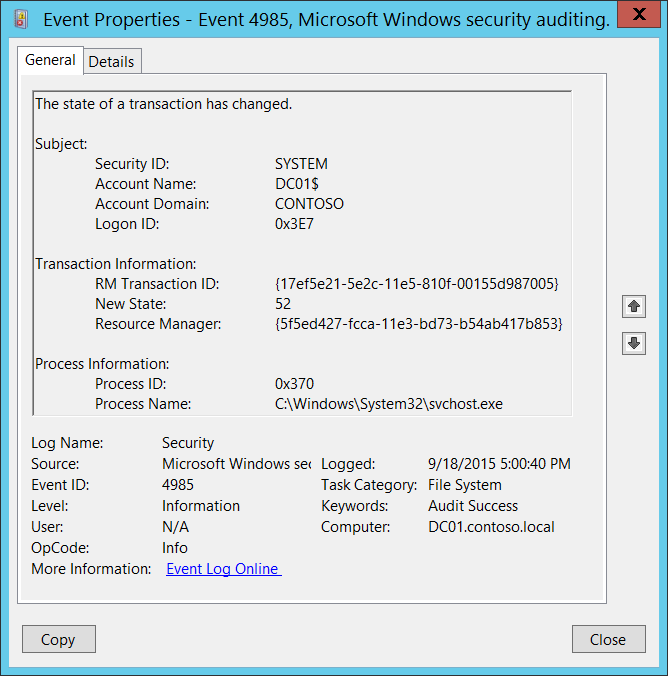 Event Properties - Event 4985, Microsoft Windows security auditing.
X
General Details
The state of a transaction has changed.
Subject:
Security ID: SYSTEM
Account Name: DC01$
Account Domain: CONTOSO
Logon ID: 0x3E7
Transaction Information:
RM Transaction ID: {17ef5e21-5e2c-11e5-810f-00155d987005}
New State: 52
Resource Manager: {5f5ed427-fcca-11e3-bd73-b54ab417b853}
Process Information:
Process ID: 0x370
Process Name: C:\Windows\System32\svchost.exe
Log Name: Security
Source: Microsoft Windows sec Logged: 9/18/2015 5:00:40 PM
Event ID: 4985 Task Category: File System
Level: Information Keywords: Audit Success
User: N/A Computer: DC01.contoso.local
OpCode: Info
More Information: Event Log Online
Copy Close